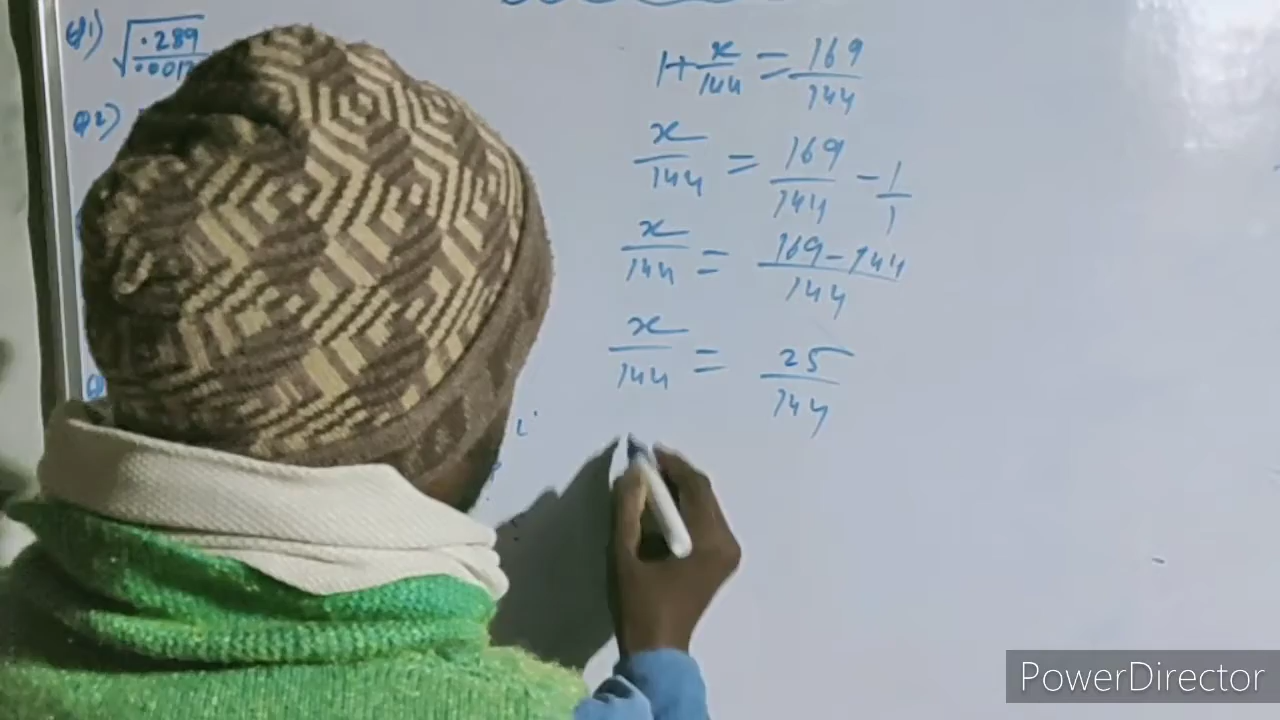 Q1) √.289/.0017
Q2)
1+x/144 = 169/144
x/144 = 169/144 - 1/1
x/144 = 169-144/144
x/144 = 25/144
PowerDirector